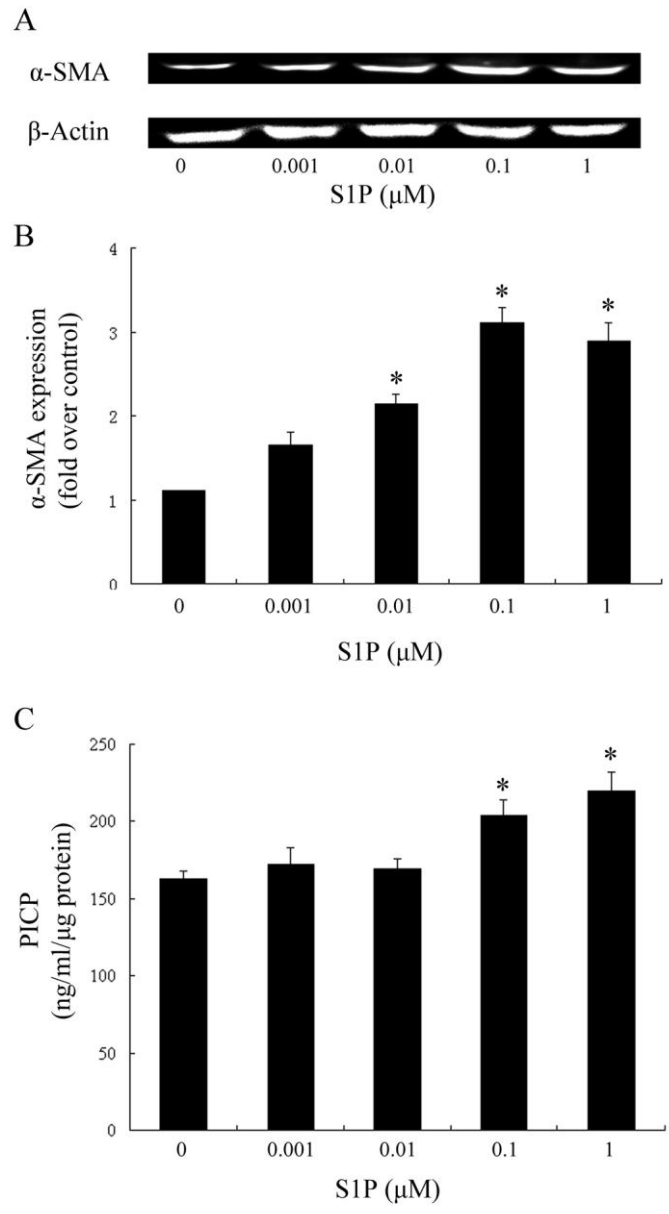 A
α-SMA
β-Actin
0 0.001 0.01 0.1 1
S1P (μM)
B
α-SMA expression
(fold over control)
4
3
2
1
0
*
*
*
0 0.001 0.01 0.1 1
S1P (μM)
C
PICP
(ng/ml/μg protein)
250
200
150
100
50
0
*
*
0 0.001 0.01 0.1 1
S1P (μM)